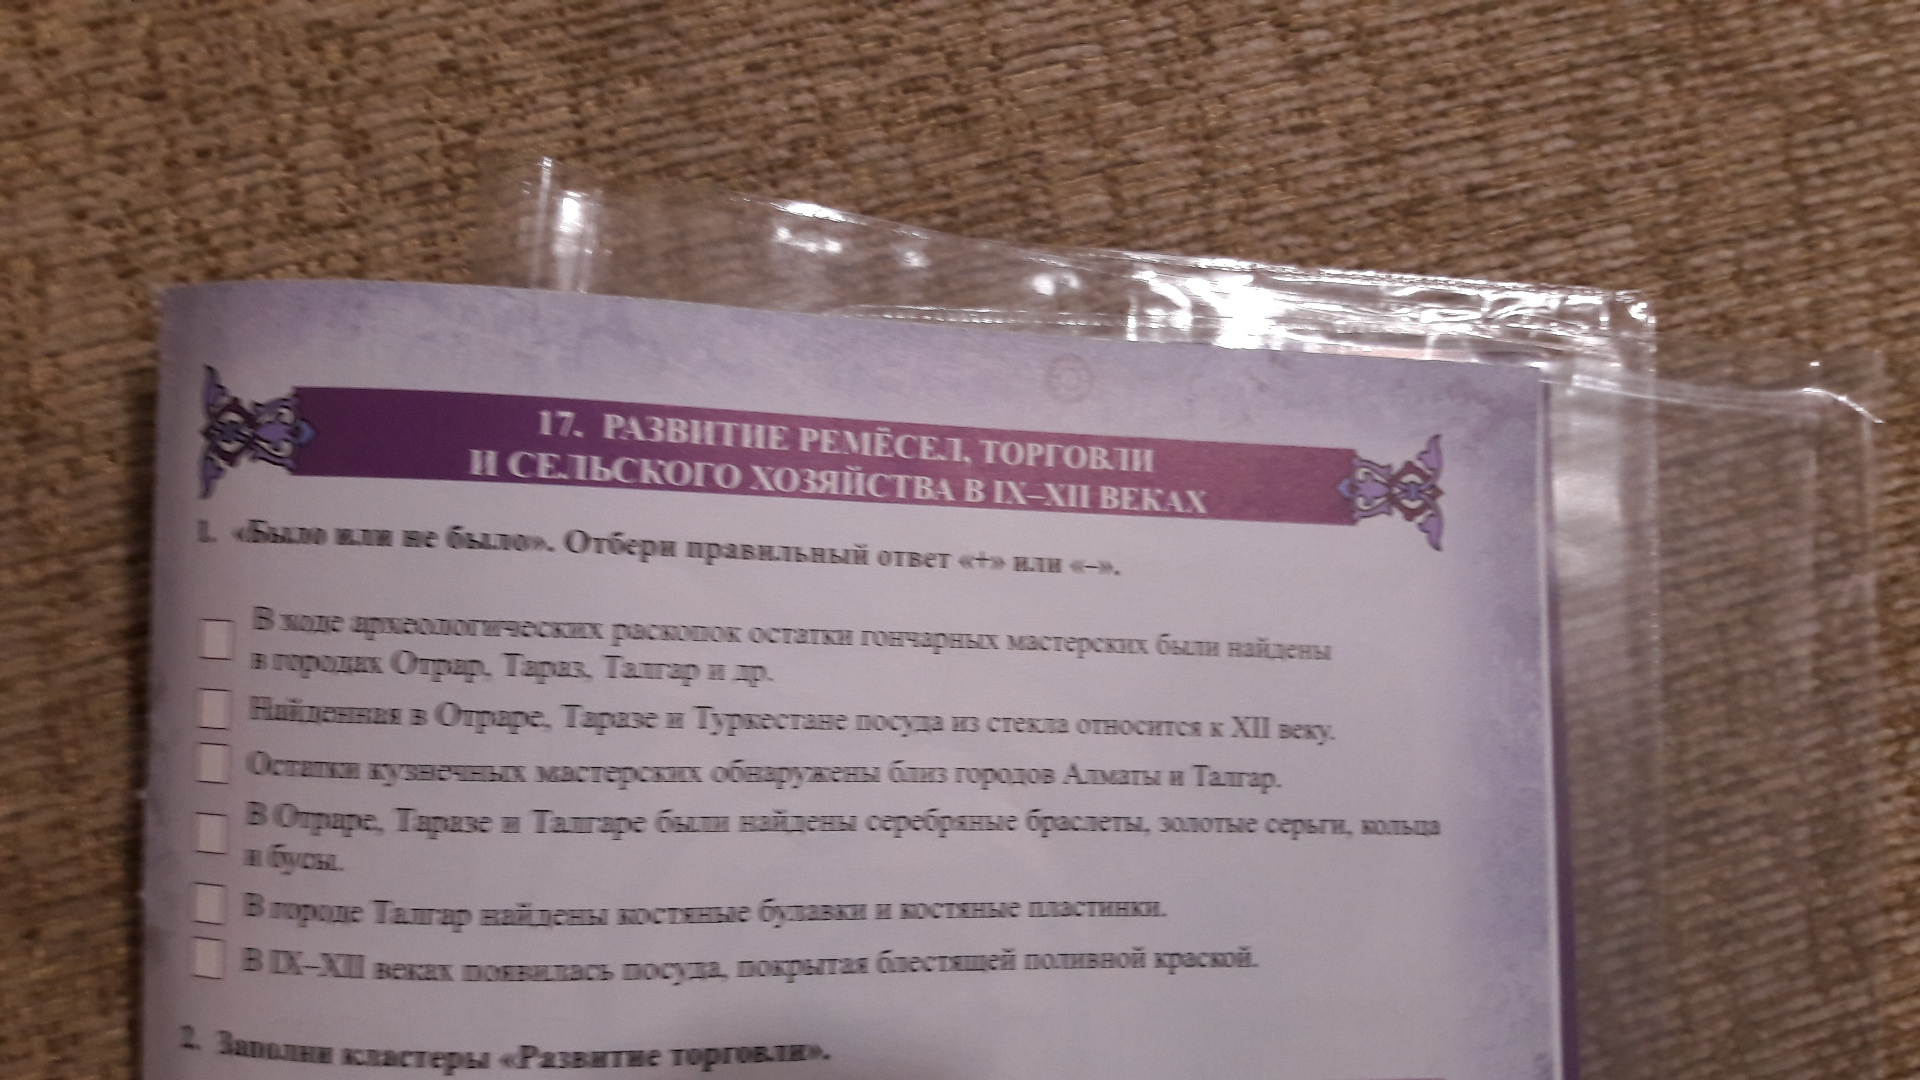 17. РАЗВИТИЕ РЕМЁСЕЛ, ТОРГОВЛИ
И СЕЛЬСКОГО ХОЗЯЙСТВА В IX–XII ВЕКАХ
1. «Было или не было». Отбери правильный ответ «+» или «–».
В ходе археологических раскопок остатки гончарных мастерских были найдены
в городах Отрар, Тараз, Талгар и др.
Найденная в Отраре, Таразе и Туркестане посуда из стекла относится к XII веку.
Остатки кузнечных мастерских обнаружены близ городов Алматы и Талгар.
В Отраре, Таразе и Талгаре были найдены серебряные браслеты, золотые серьги, кольца
и бусы.
В городе Талгар найдены костяные булавки и костяные пластинки.
В IX–XII веках появилась посуда, покрытая блестящей поливной краской.
2. Заполни кластеры «Развитие торговли».